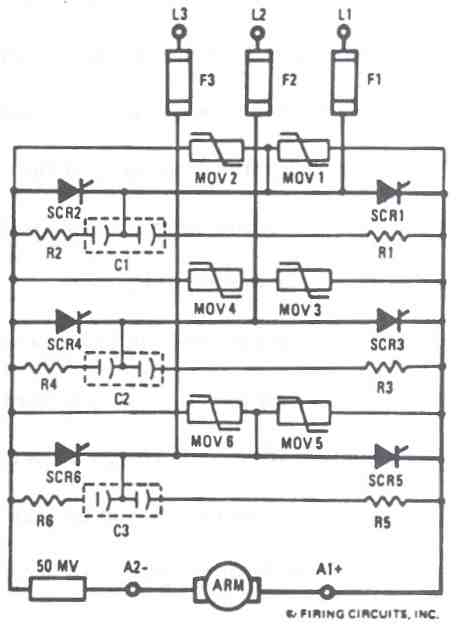 L3 L2 L1
F3 F2 F1
MOV 2 MOV 1
SCR2 SCR1
R2 C1 R1
MOV 4 MOV 3
SCR4 SCR3
R4 C2 R3
MOV 6 MOV 5
SCR6 SCR5
R6 C3 R5
50 MV A2- ARM A1+
FIRING CIRCUITS, INC.